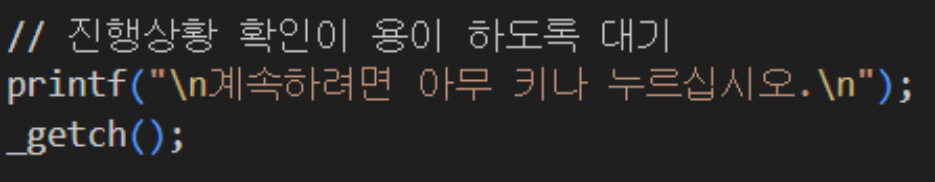 // 진행상황 확인이 용이 하도록 대기
printf("\n계속하려면 아무 키나 누르십시오.\n");
_getch();